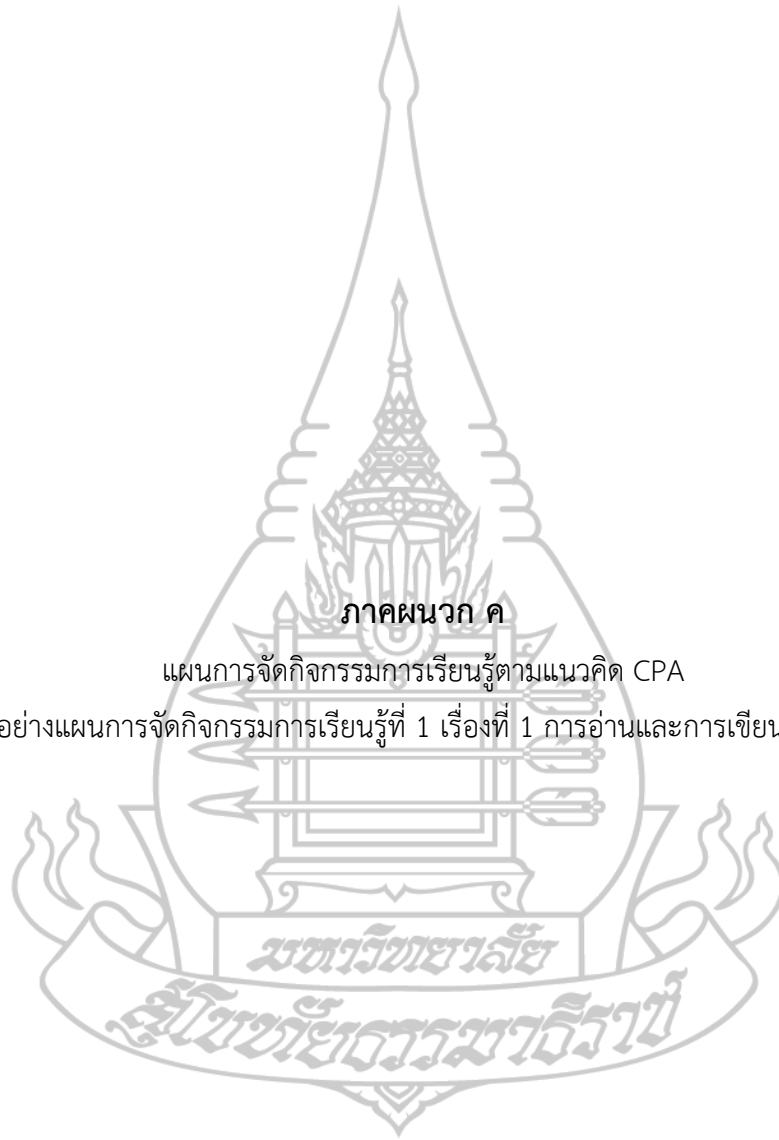 ภาคผนวก ค
แผนการจัดกิจกรรมการเรียนรู้ตามแนวคิด CPA
อย่างแผนการจัดกิจกรรมการเรียนรู้ที่ 1 เรื่องที่ 1 การอ่านและการเขียน
มหาวิทยาลัย
สุโขทัยธรรมาธิราช